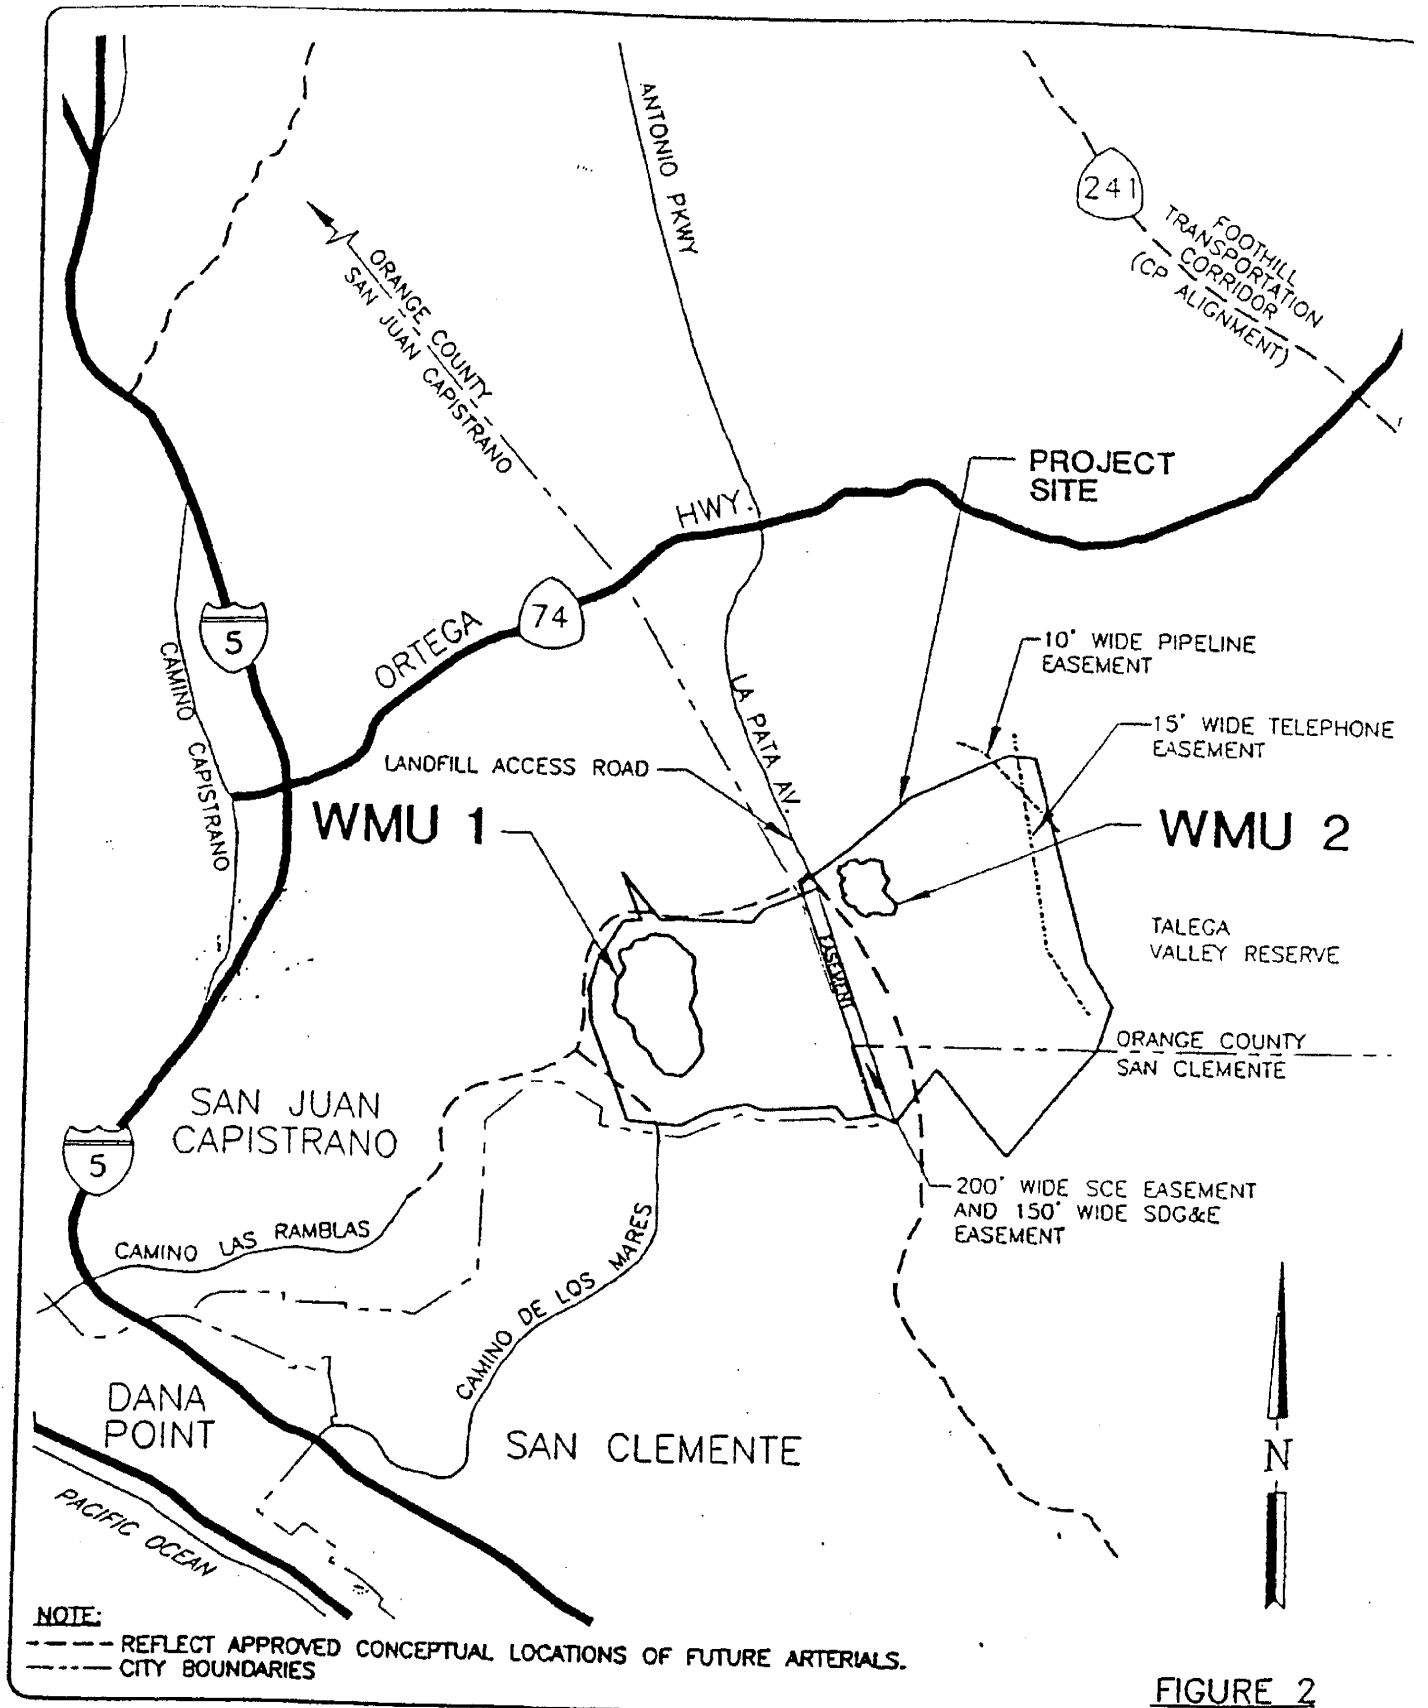 ANTONIO PKWY
241
FOOTHILL
TRANSPORTATION
CORRIDOR
(CP ALIGNMENT)
ORANGE COUNTY
SAN JUAN CAPISTRANO
PROJECT
SITE
HWY.
74
ORTEGA
5
CAMINO CAPISTRANO
10' WIDE PIPELINE
EASEMENT
LA PATA AV.
15' WIDE TELEPHONE
EASEMENT
LANDFILL ACCESS ROAD
WMU 1
WMU 2
TALEGA
VALLEY RESERVE
EASEMENT
ORANGE COUNTY
SAN CLEMENTE
SAN JUAN
CAPISTRANO
5
200' WIDE SCE EASEMENT
AND 150' WIDE SDG&E
EASEMENT
CAMINO LAS RAMBLAS
CAMINO DE LOS MARES
DANA
POINT
SAN CLEMENTE
N
PACIFIC OCEAN
NOTE:
REFLECT APPROVED CONCEPTUAL LOCATIONS OF FUTURE ARTERIALS.
CITY BOUNDARIES
FIGURE 2